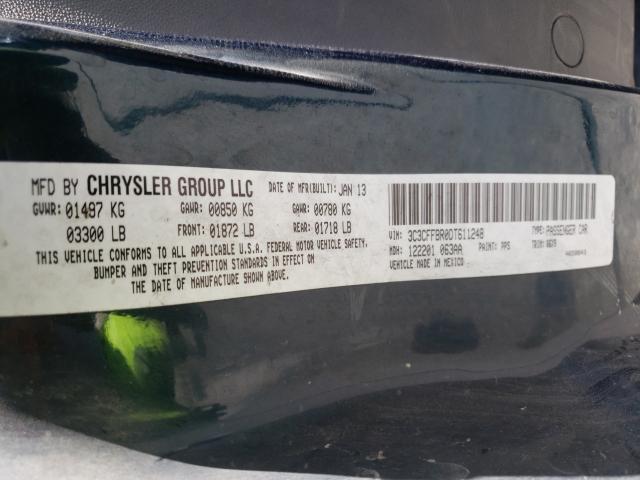 MFD BY CHRYSLER GROUP LLC DATE OF MFR(BUILT): JAN 13
GVWR: 01497 KG GAWR: 00850 KG GAWR: 00780 KG
03300 LB FRONT: 01872 LB REAR: 01718 LB
THIS VEHICLE CONFORMS TO ALL APPLICABLE U.S.A. FEDERAL MOTOR VEHICLE SAFETY,
BUMPER AND THEFT PREVENTION STANDARDS IN EFFECT ON
THE DATE OF MANUFACTURE SHOWN ABOVE.
VIN: 3C3CFFBR0DT611248 TYPE: PASSENGER CAR
MDH: 122201 063AA PAINT: PPS TRIM:
VEHICLE MADE IN MEXICO